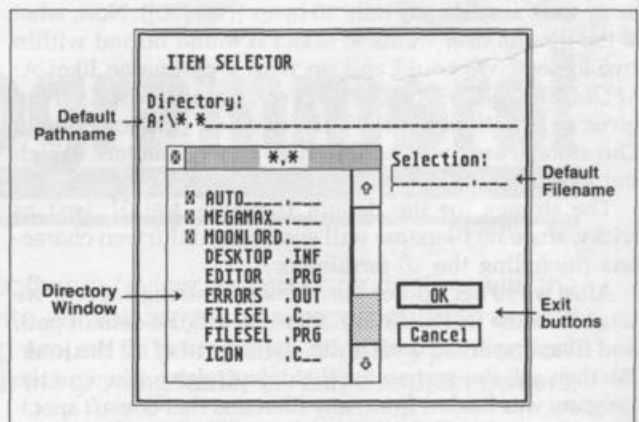 ITEM SELECTOR
Directory:
A:\*.*
Default
Pathname
*.*
Selection:
Default
Filename
AUTO
MEGAMAX
MOONLORD
DESKTOP .INF
EDITOR .PRG
ERRORS .OUT
FILESEL .C
FILESEL .PRG
ICON .C
Directory
Window
OK
Cancel
Exit
buttons